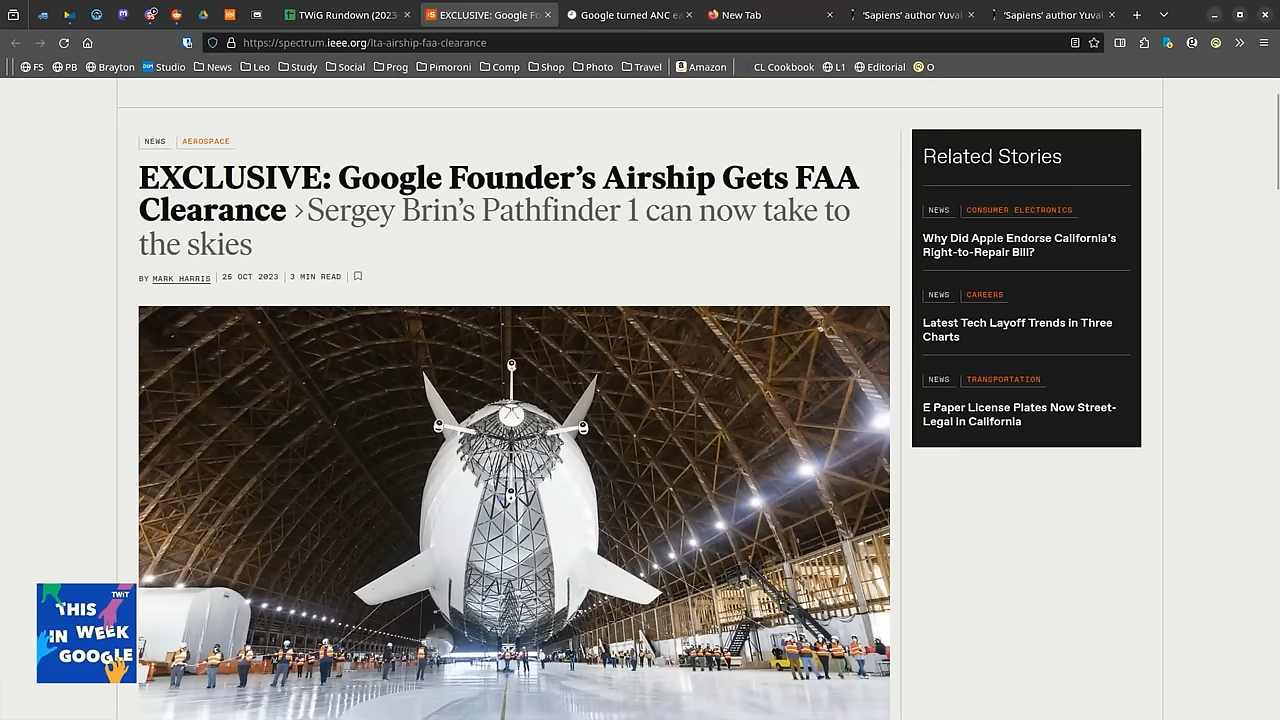 TWiG Rundown (2023-
EXCLUSIVE: Google Fo
Google turned ANC ea
New Tab
'Sapiens' author Yuval
'Sapiens' author Yuval
https://spectrum.ieee.org/lta-airship-faa-clearance
FS PB Brayton Studio News Leo Study Social Prog Pimoroni Comp Shop Photo Travel Amazon CL Cookbook L1 Editorial O
NEWS AEROSPACE
EXCLUSIVE: Google Founder's Airship Gets FAA
Clearance ›Sergey Brin's Pathfinder 1 can now take to
the skies
BY MARK HARRIS 25 OCT 2023 3 MIN READ
Related Stories
NEWS CONSUMER ELECTRONICS
Why Did Apple Endorse California's
Right-to-Repair Bill?
NEWS CAREERS
Latest Tech Layoff Trends in Three
Charts
NEWS TRANSPORTATION
E Paper License Plates Now Street-
Legal in California
TWiT
THIS
IN WEEK
GOOGLE